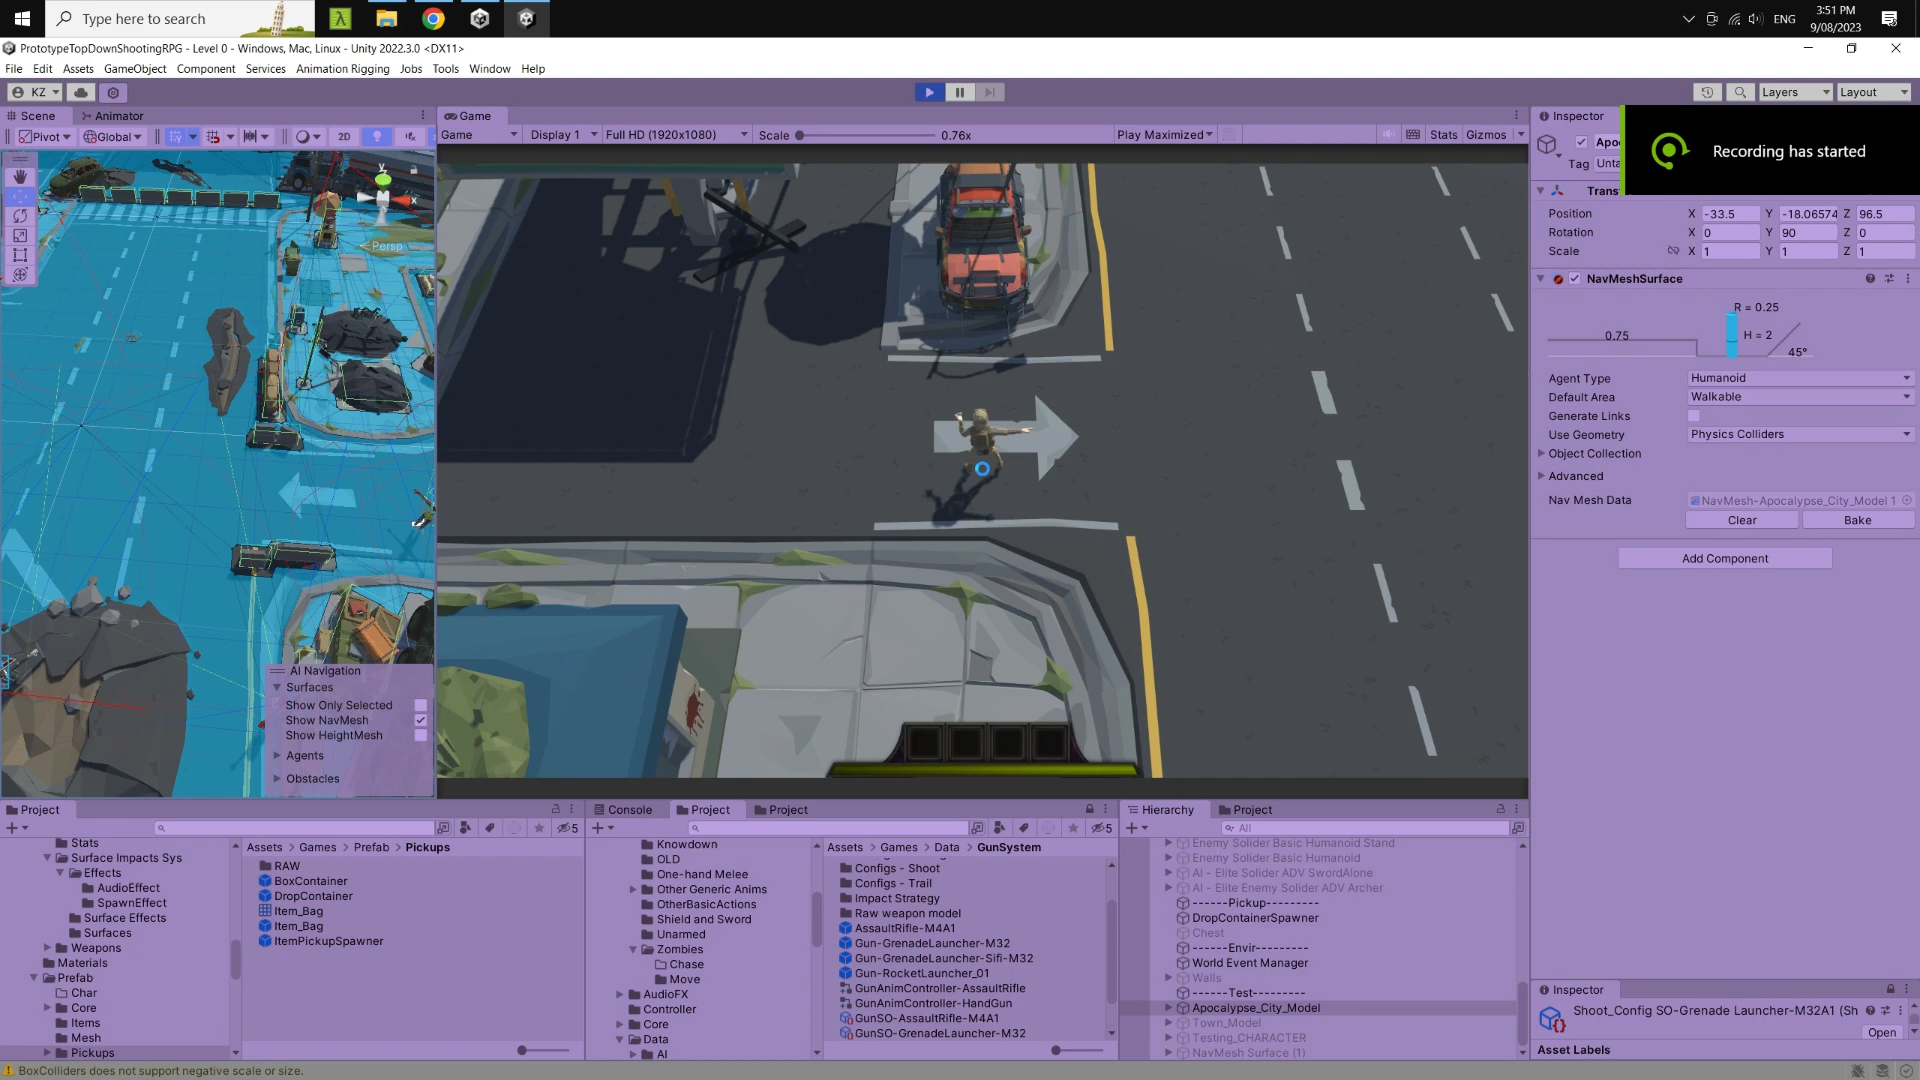 Type here to search
ENG
3:51 PM
9/08/2023
PrototypeTopDownShootingRPG - Level 0 - Windows, Mac, Linux - Unity 2022.3.0 <DX11>
File Edit Assets GameObject Component Services Animation Rigging Jobs Tools Window Help
KZ
Layers
Layout
Scene
Animator
Game
Inspector
Pivot
Global
2D
Game
Display 1
Full HD (1920x1080)
Scale
0.76x
Play Maximized
Stats
Gizmos
Recording has started
Apo
Tag Unta
Transf
Position X -33.5 Y -18.06574 Z 96.5
Rotation X 0 Y 90 Z 0
Scale X 1 Y 1 Z 1
y
x
Persp
NavMeshSurface
R = 0.25
0.75
H = 2
45°
Agent Type Humanoid
Default Area Walkable
Generate Links
Use Geometry Physics Colliders
Object Collection
Advanced
Nav Mesh Data NavMesh-Apocalypse_City_Model 1
Clear Bake
Add Component
AI Navigation
Surfaces
Show Only Selected
Show NavMesh
Show HeightMesh
Agents
Obstacles
Project
5
Stats
Surface Impacts Sys
Effects
AudioEffect
SpawnEffect
Surface Effects
Surfaces
Weapons
Materials
Prefab
Char
Core
Items
Mesh
Pickups
Assets > Games > Prefab > Pickups
RAW
BoxContainer
DropContainer
Item_Bag
Item_Bag
ItemPickupSpawner
Console
Project
Project
5
Knowdown
OLD
One-hand Melee
Other Generic Anims
OtherBasicActions
Shield and Sword
Unarmed
Zombies
Chase
Move
AudioFX
Controller
Core
Data
AI
Assets > Games > Data > GunSystem
Configs - Shoot
Configs - Trail
Impact Strategy
Raw weapon model
AssaultRifle-M4A1
Gun-GrenadeLauncher-M32
Gun-GrenadeLauncher-Sifi-M32
Gun-RocketLauncher_01
GunAnimController-AssaultRifle
GunAnimController-HandGun
GunSO-AssaultRifle-M4A1
GunSO-GrenadeLauncher-M32
Hierarchy
Project
All
Enemy Solider Basic Humanoid Stand
Enemy Solider Basic Humanoid
AI - Elite Solider ADV SwordAlone
AI - Elite Enemy Solider ADV Archer
------Pickup---------
DropContainerSpawner
Chest
------Envir---------
World Event Manager
Walls
------Test---------
Apocalypse_City_Model
Town_Model
Testing_CHARACTER
NavMesh Surface (1)
Inspector
Shoot_Config SO-Grenade Launcher-M32A1 (Sh
Open
Asset Labels
BoxColliders does not support negative scale or size.